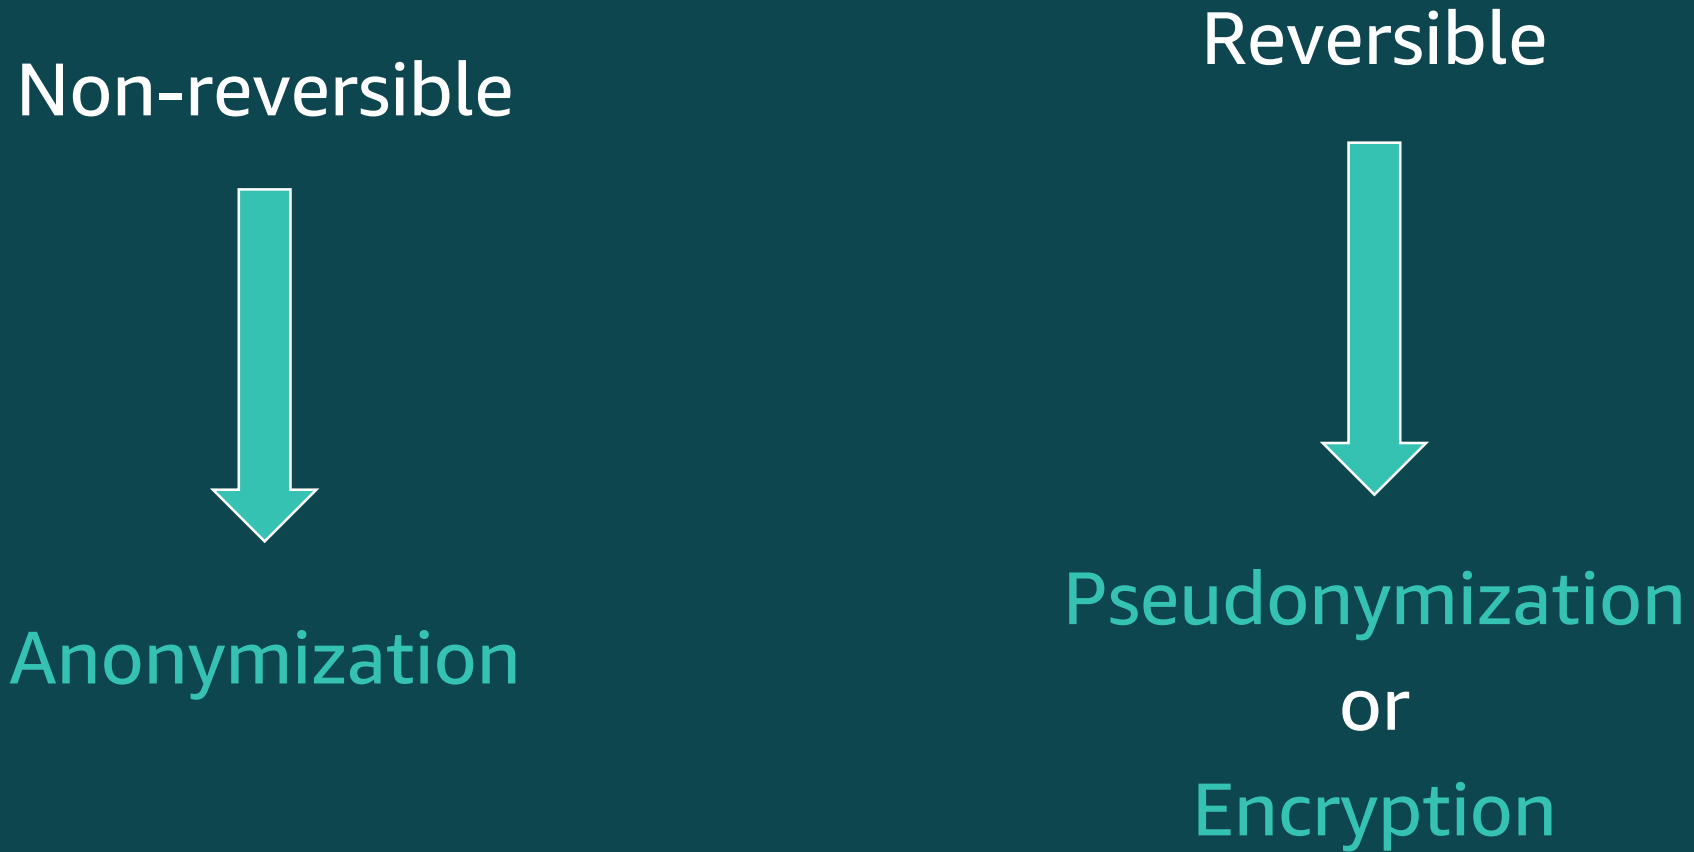 Non-reversible
Anonymization
Reversible
Pseudonymization
or
Encryption